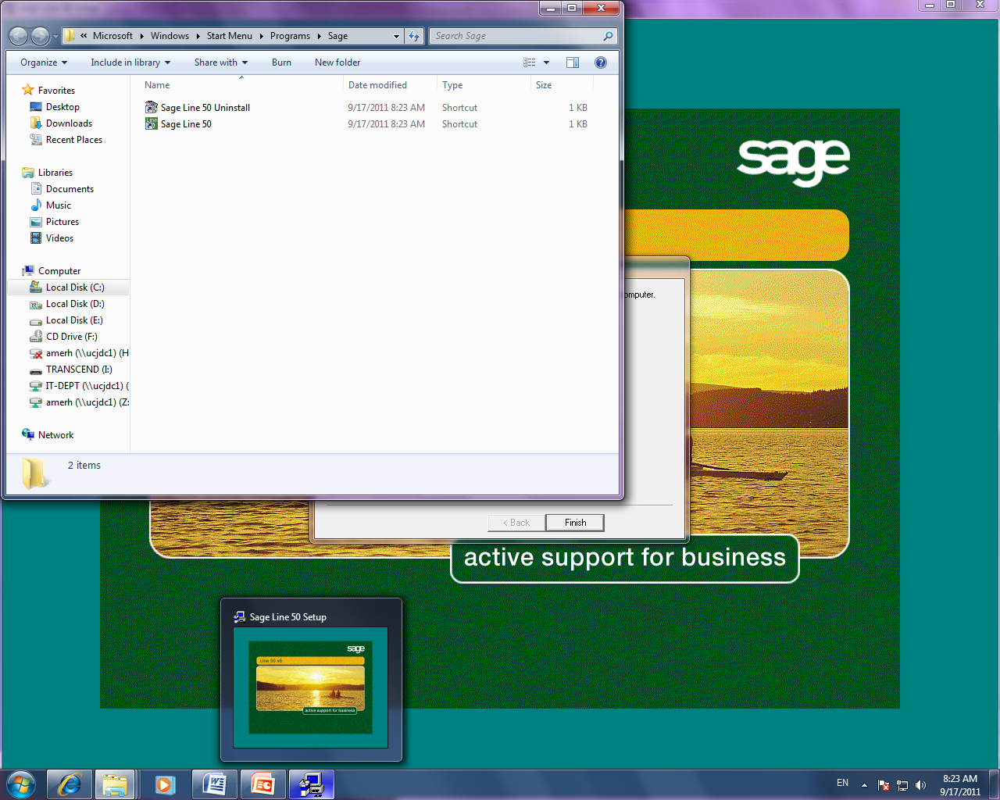 « Microsoft ▸ Windows ▸ Start Menu ▸ Programs ▸ Sage
Search Sage
Organize
Include in library
Share with
Burn
New folder
Name
Date modified
Type
Size
Sage Line 50 Uninstall 9/17/2011 8:23 AM Shortcut 1 KB
Sage Line 50 9/17/2011 8:23 AM Shortcut 1 KB
Favorites
Desktop
Downloads
Recent Places
Libraries
Documents
Music
Pictures
Videos
Computer
Local Disk (C:)
Local Disk (D:)
Local Disk (E:)
CD Drive (F:)
amerh (\\ucjdc1) (H
TRANSCEND (I:)
IT-DEPT (\\ucjdc1) (
amerh (\\ucjdc1) (Z:
Network
2 items
sage
omputer.
< Back
Finish
active support for business
Sage Line 50 Setup
sage
Line 50 v8
active support for business
EN
8:23 AM
9/17/2011